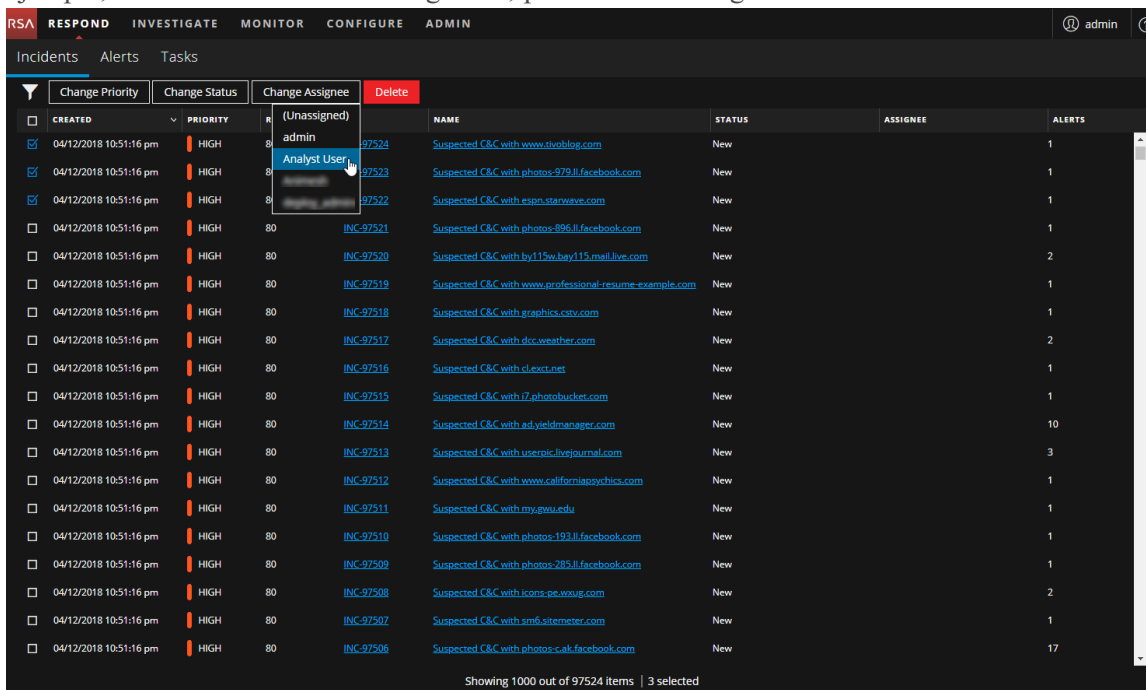 RSA RESPOND INVESTIGATE MONITOR CONFIGURE ADMIN admin
Incidents Alerts Tasks
Change Priority Change Status Change Assignee Delete
(Unassigned)
admin
Analyst User
CREATED PRIORITY R NAME STATUS ASSIGNEE ALERTS
04/12/2018 10:51:16 pm HIGH 8 -97524 Suspected C&C with www.tivoblog.com New 1
04/12/2018 10:51:16 pm HIGH 8 -97523 Suspected C&C with photos-979.ll.facebook.com New 1
04/12/2018 10:51:16 pm HIGH 8 -97522 Suspected C&C with espn.starwave.com New 1
04/12/2018 10:51:16 pm HIGH 80 INC-97521 Suspected C&C with photos-896.ll.facebook.com New 1
04/12/2018 10:51:16 pm HIGH 80 INC-97520 Suspected C&C with by115w.bay115.mail.live.com New 2
04/12/2018 10:51:16 pm HIGH 80 INC-97519 Suspected C&C with www.professional-resume-example.com New 1
04/12/2018 10:51:16 pm HIGH 80 INC-97518 Suspected C&C with graphics.cstv.com New 1
04/12/2018 10:51:16 pm HIGH 80 INC-97517 Suspected C&C with dcc.weather.com New 2
04/12/2018 10:51:16 pm HIGH 80 INC-97516 Suspected C&C with cl.exct.net New 1
04/12/2018 10:51:16 pm HIGH 80 INC-97515 Suspected C&C with i7.photobucket.com New 1
04/12/2018 10:51:16 pm HIGH 80 INC-97514 Suspected C&C with ad.yieldmanager.com New 10
04/12/2018 10:51:16 pm HIGH 80 INC-97513 Suspected C&C with userpic.livejournal.com New 3
04/12/2018 10:51:16 pm HIGH 80 INC-97512 Suspected C&C with www.californiapsychics.com New 1
04/12/2018 10:51:16 pm HIGH 80 INC-97511 Suspected C&C with my.gwu.edu New 1
04/12/2018 10:51:16 pm HIGH 80 INC-97510 Suspected C&C with photos-193.ll.facebook.com New 1
04/12/2018 10:51:16 pm HIGH 80 INC-97509 Suspected C&C with photos-285.ll.facebook.com New 1
04/12/2018 10:51:16 pm HIGH 80 INC-97508 Suspected C&C with icons-pe.wxug.com New 2
04/12/2018 10:51:16 pm HIGH 80 INC-97507 Suspected C&C with sm6.sitemeter.com New 1
04/12/2018 10:51:16 pm HIGH 80 INC-97506 Suspected C&C with photos-c.ak.facebook.com New 17
Showing 1000 out of 97524 items | 3 selected